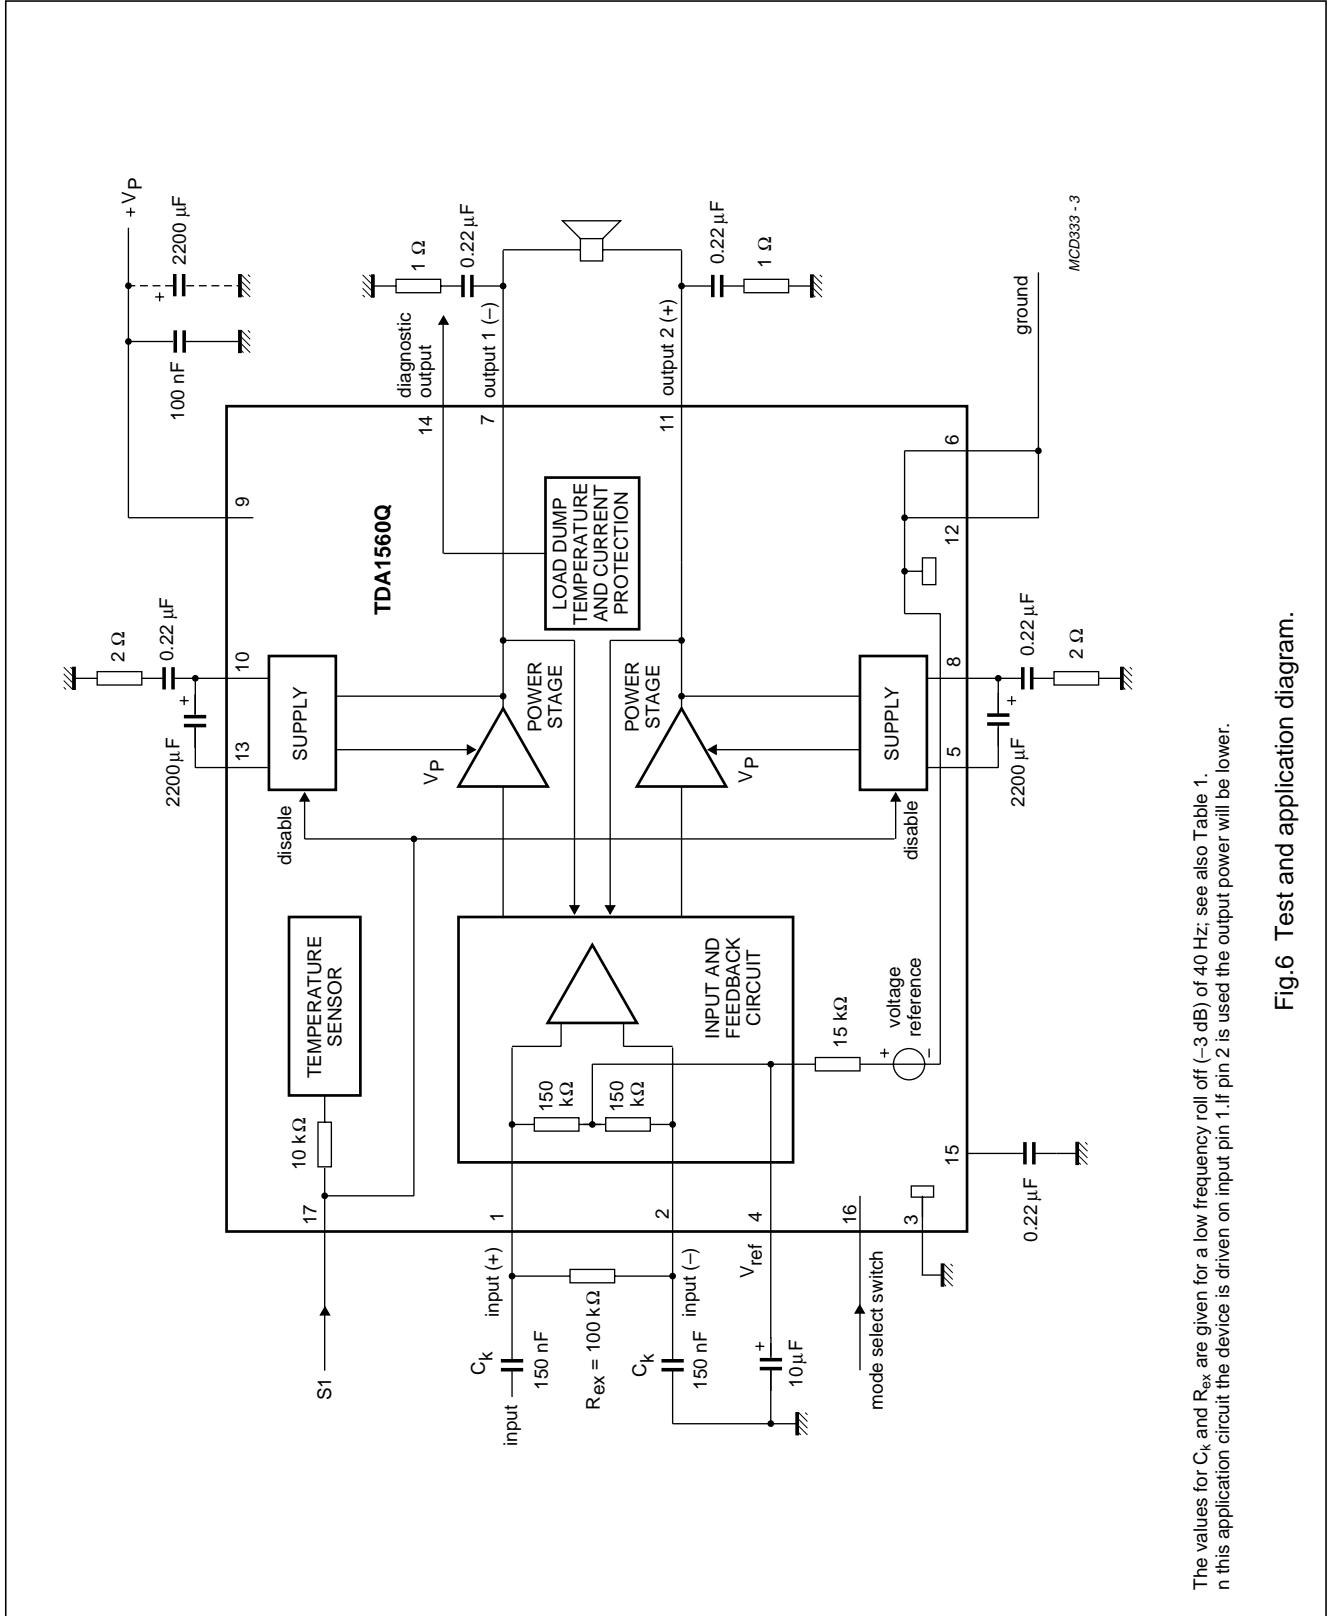 + V P
100 nF
2200 µF
+
2 Ω
0.22 µF
2200 µF
+
13
10
9
TDA1560Q
S1
17
10 kΩ
TEMPERATURE
SENSOR
disable
SUPPLY
VP
POWER
STAGE
LOAD DUMP
TEMPERATURE
AND CURRENT
PROTECTION
diagnostic
output
14
1 Ω
0.22 µF
7
output 1 (–)
input
Ck
150 nF
input (+)
1
Rex = 100 kΩ
150
kΩ
150
kΩ
INPUT AND
FEEDBACK
CIRCUIT
POWER
STAGE
VP
11
output 2 (+)
0.22 µF
1 Ω
Ck
150 nF
input (–)
2
+
10 µF
Vref
4
15 kΩ
+
voltage
reference
–
disable
SUPPLY
mode select switch
16
3
15
0.22 µF
5
8
2200 µF
+
0.22 µF
2 Ω
12
6
ground
MCD333 - 3
The values for Ck and Rex are given for a low frequency roll off (−3 dB) of 40 Hz; see also Table 1.
n this application circuit the device is driven on input pin 1.If pin 2 is used the output power will be lower.
Fig.6 Test and application diagram.